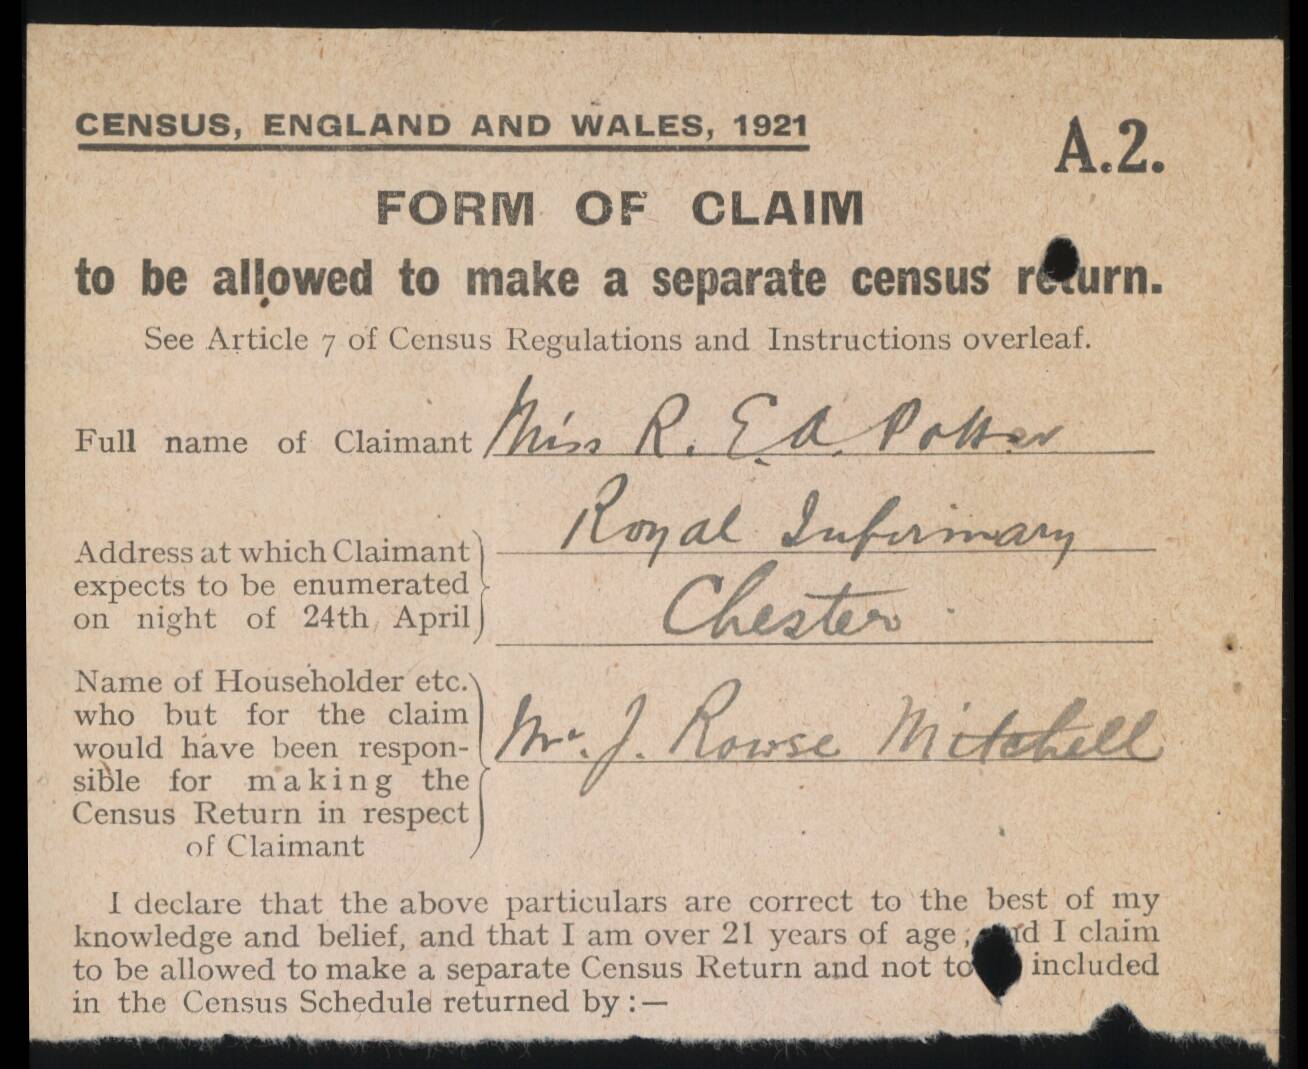 CENSUS, ENGLAND AND WALES, 1921
A.2.
FORM OF CLAIM
to be allowed to make a separate census return.
See Article 7 of Census Regulations and Instructions overleaf.
Full name of Claimant Miss R. E. A. Potter
Royal Infirmary
Address at which Claimant
expects to be enumerated
Chester
on night of 24th April
Name of Householder etc.
who but for the claim
would have been respon- Mr. J. Rowse Mitchell
sible for making the
Census Return in respect
of Claimant
I declare that the above particulars are correct to the best of my
knowledge and belief, and that I am over 21 years of age, and I claim
to be allowed to make a separate Census Return and not to included
in the Census Schedule returned by :—